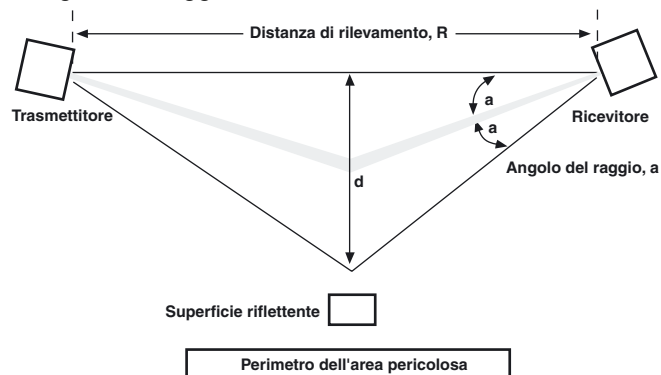 Distanza di rilevamento, R
Trasmettitore
a
a
Ricevitore
d
Angolo del raggio, a
Superficie riflettente
Perimetro dell'area pericolosa